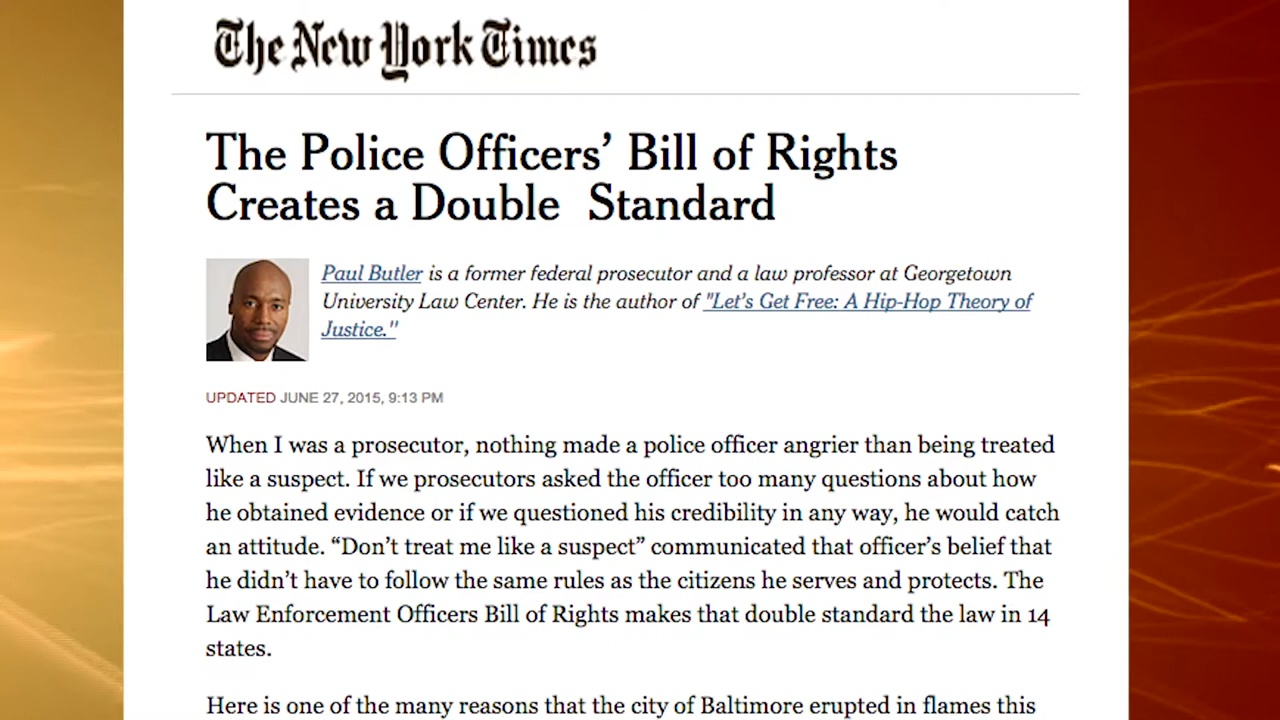 The New York Times
The Police Officers’ Bill of Rights
Creates a Double Standard
Paul Butler is a former federal prosecutor and a law professor at Georgetown
University Law Center. He is the author of "Let’s Get Free: A Hip-Hop Theory of
Justice."
UPDATED JUNE 27, 2015, 9:13 PM
When I was a prosecutor, nothing made a police officer angrier than being treated
like a suspect. If we prosecutors asked the officer too many questions about how
he obtained evidence or if we questioned his credibility in any way, he would catch
an attitude. “Don’t treat me like a suspect” communicated that officer’s belief that
he didn’t have to follow the same rules as the citizens he serves and protects. The
Law Enforcement Officers Bill of Rights makes that double standard the law in 14
states.
Here is one of the many reasons that the city of Baltimore erupted in flames this